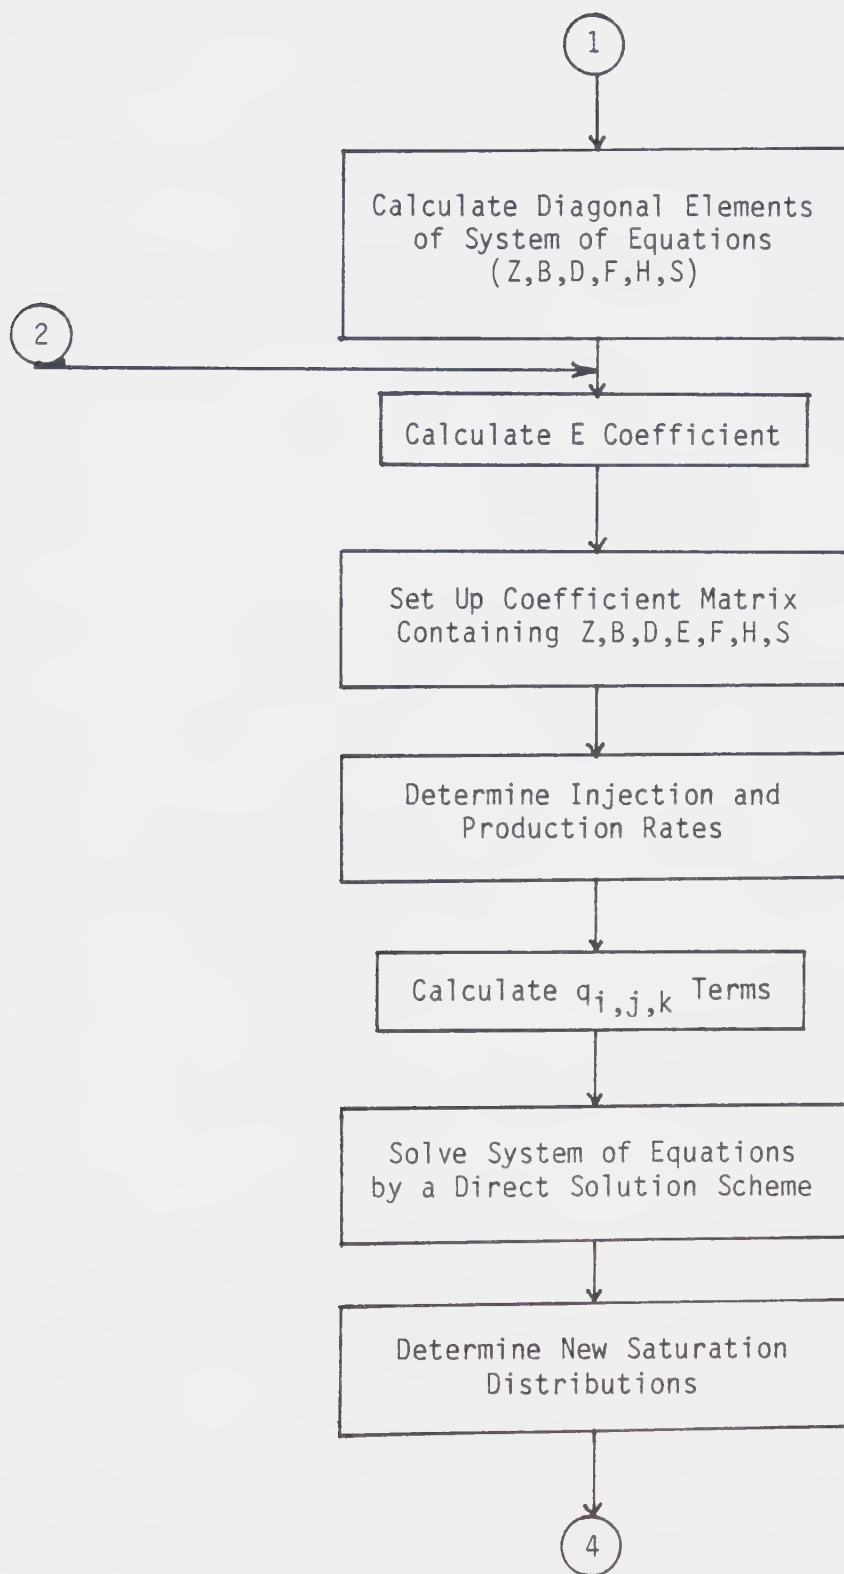 1
Calculate Diagonal Elements
of System of Equations
(Z,B,D,F,H,S)
2
Calculate E Coefficient
Set Up Coefficient Matrix
Containing Z,B,D,E,F,H,S
Determine Injection and
Production Rates
Calculate q i,j,k Terms
Solve System of Equations
by a Direct Solution Scheme
Determine New Saturation
Distributions
4